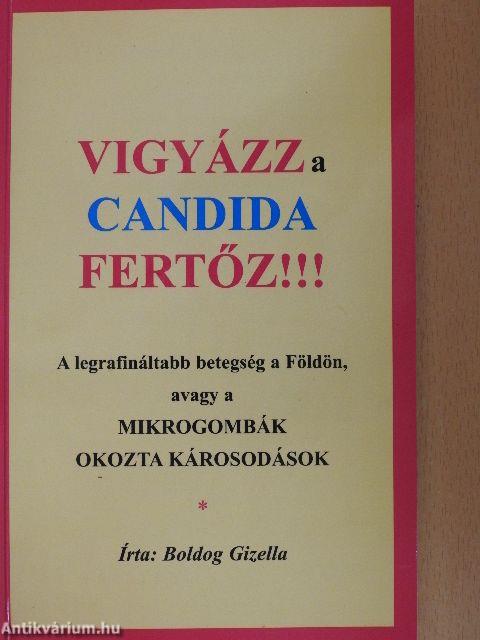 VIGYÁZZ a
CANDIDA
FERTŐZ!!!
A legrafináltabb betegség a Földön,
avagy a
MIKROGOMBÁK
OKOZTA KÁROSODÁSOK
*
Írta: Boldog Gizella
Antikvárium.hu